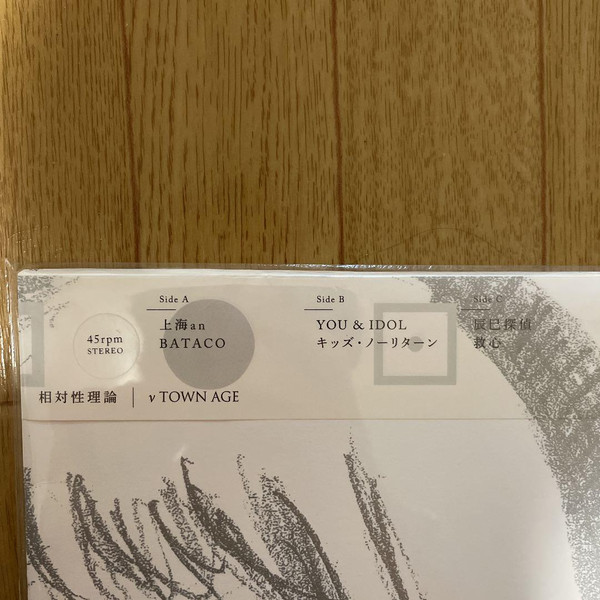 Side A
上海an
BATACO
Side B
YOU & IDOL
キッズ・ノーリターン
Side C
辰巳探偵
救心
45rpm
STEREO
相対性理論 | ν TOWN AGE